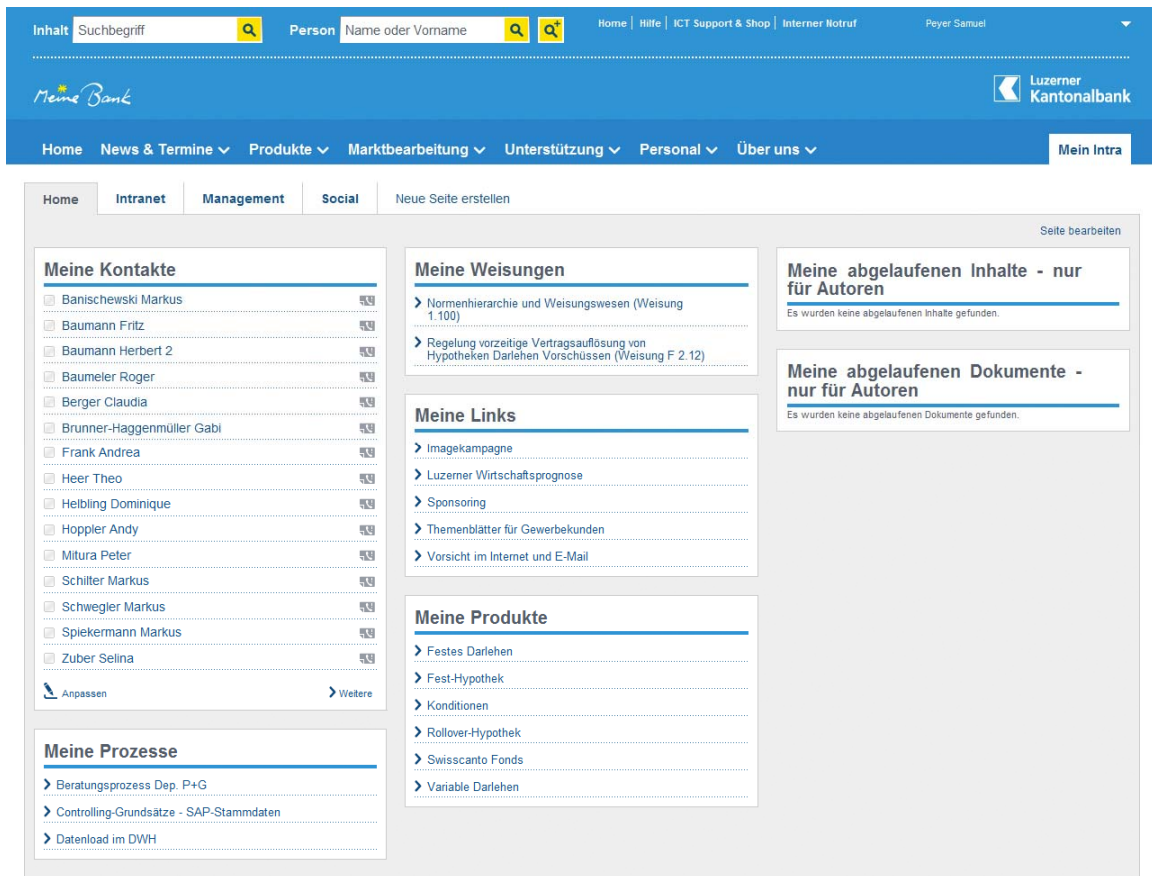 Inhalt Suchbegriff Person Name oder Vorname Home Hilfe ICT Support & Shop Interner Notruf Peyer Samuel
Meine Bank
Luzerner
Kantonalbank
Home News & Termine Produkte Marktbearbeitung Unterstützung Personal Über uns Mein Intra
Home Intranet Management Social Neue Seite erstellen
Seite bearbeiten
Meine Kontakte
Banischewski Markus
Baumann Fritz
Baumann Herbert 2
Baumeler Roger
Berger Claudia
Brunner-Haggenmüller Gabi
Frank Andrea
Heer Theo
Helbling Dominique
Hoppler Andy
Mitura Peter
Schilter Markus
Schwegler Markus
Spiekermann Markus
Zuber Selina
Anpassen Weitere
Meine Prozesse
Beratungsprozess Dep. P+G
Controlling-Grundsätze - SAP-Stammdaten
Datenload im DWH
Meine Weisungen
Normenhierarchie und Weisungswesen (Weisung
1.100)
Regelung vorzeitige Vertragsauflösung von
Hypotheken Darlehen Vorschüssen (Weisung F 2.12)
Meine Links
Imagekampagne
Luzerner Wirtschaftsprognose
Sponsoring
Themenblätter für Gewerbekunden
Vorsicht im Internet und E-Mail
Meine Produkte
Festes Darlehen
Fest-Hypothek
Konditionen
Rollover-Hypothek
Swisscanto Fonds
Variable Darlehen
Meine abgelaufenen Inhalte - nur
für Autoren
Es wurden keine abgelaufenen Inhalte gefunden.
Meine abgelaufenen Dokumente -
nur für Autoren
Es wurden keine abgelaufenen Dokumente gefunden.